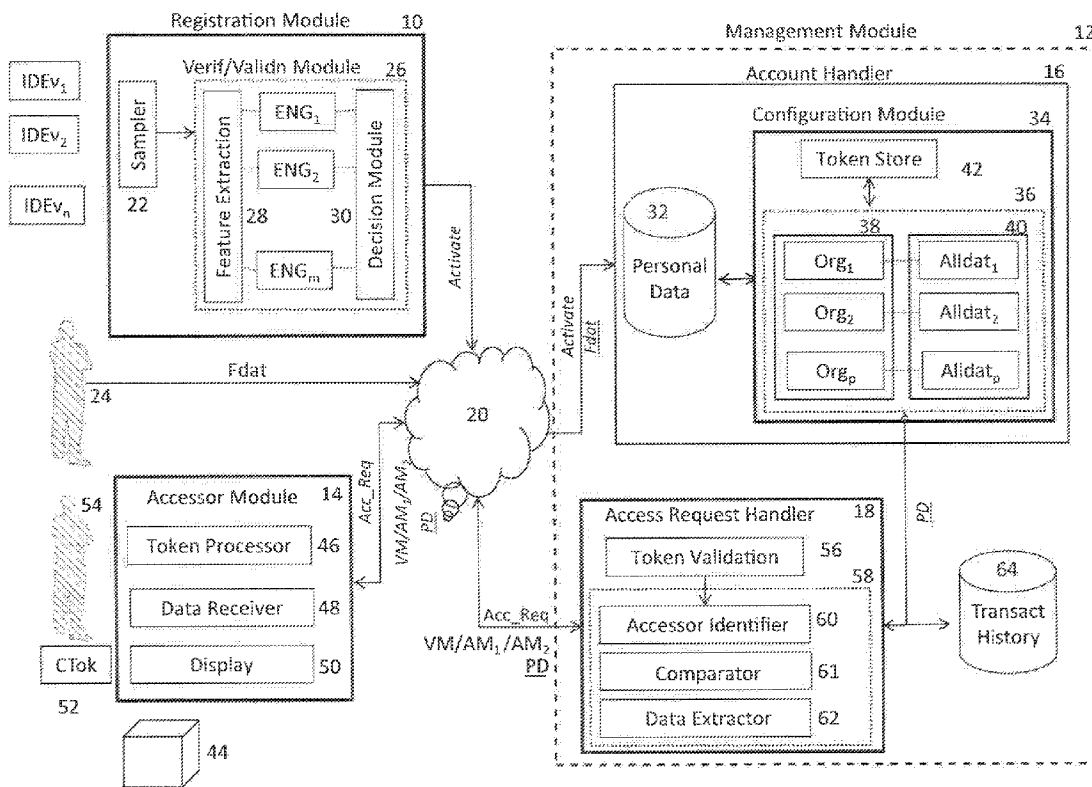 Registration Module 10
Verif/Validn Module 26
IDEv1
IDEv2
IDEvn
Sampler
22
Feature Extraction
28
ENG1
ENG2
ENGm
30
Decision Module
Activate
Fdat
24
20
Management Module 12
Account Handler 16
Configuration Module 34
Token Store 42
36
32
Personal Data
38
40
Org1 Alldat1
Org2 Alldat2
Orgp Alldatp
Activate
Fdat
54
Accessor Module 14
Token Processor 46
Data Receiver 48
Display 50
CTok
52
44
Acc_Req
VM/AM1/AM2
PD
Acc_Req
VM/AM1/AM2
PD
Access Request Handler 18
Token Validation 56
58
Accessor Identifier 60
Comparator 61
Data Extractor 62
PD
64
Transact History